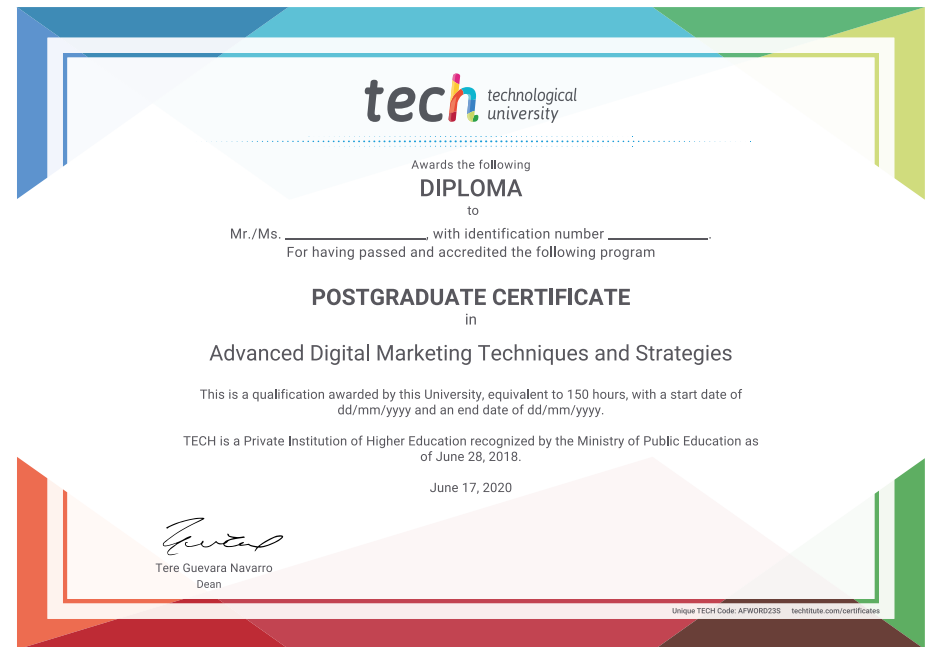 tech technological
university
Awards the following
DIPLOMA
to
Mr./Ms. ____________________, with identification number ______________.
For having passed and accredited the following program
POSTGRADUATE CERTIFICATE
in
Advanced Digital Marketing Techniques and Strategies
This is a qualification awarded by this University, equivalent to 150 hours, with a start date of
dd/mm/yyyy and an end date of dd/mm/yyyy.
TECH is a Private Institution of Higher Education recognized by the Ministry of Public Education as
of June 28, 2018.
June 17, 2020
Tere Guevara Navarro
Dean
Unique TECH Code: AFWORD23S techtitute.com/certificates